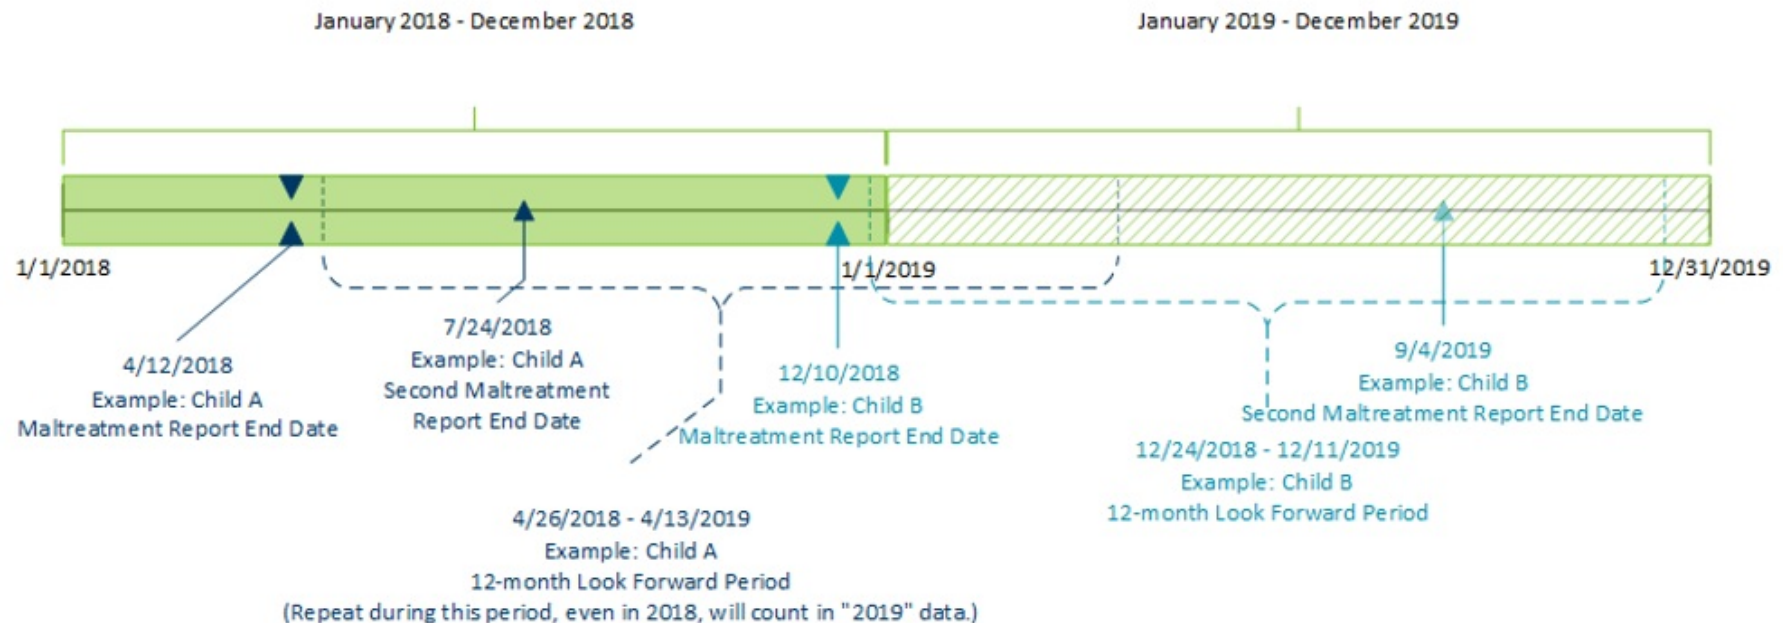 January 2018 - December 2018
January 2019 - December 2019
1/1/2018
1/1/2019
12/31/2019
4/12/2018
Example: Child A
Maltreatment Report End Date
7/24/2018
Example: Child A
Second Maltreatment
Report End Date
12/10/2018
Example: Child B
Maltreatment Report End Date
9/4/2019
Example: Child B
Second Maltreatment Report End Date
12/24/2018 - 12/11/2019
Example: Child B
12-month Look Forward Period
4/26/2018 - 4/13/2019
Example: Child A
12-month Look Forward Period
(Repeat during this period, even in 2018, will count in "2019" data.)